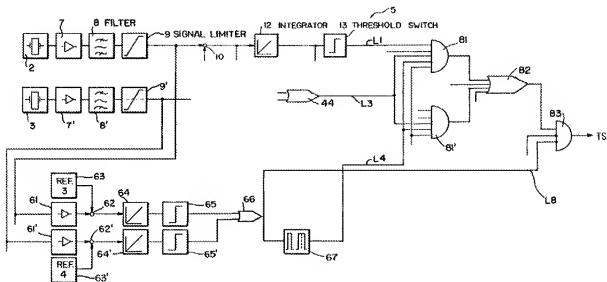 5
7
8 FILTER
9 SIGNAL LIMITER
12 INTEGRATOR
13 THRESHOLD SWITCH
L1
81
2
10
82
9'
44
L3
83
3
7'
8'
81'
TS
63
L4
REF. 3
61
62
64
65
66
L8
61'
62'
67
REF. 4
63'
64'
65'